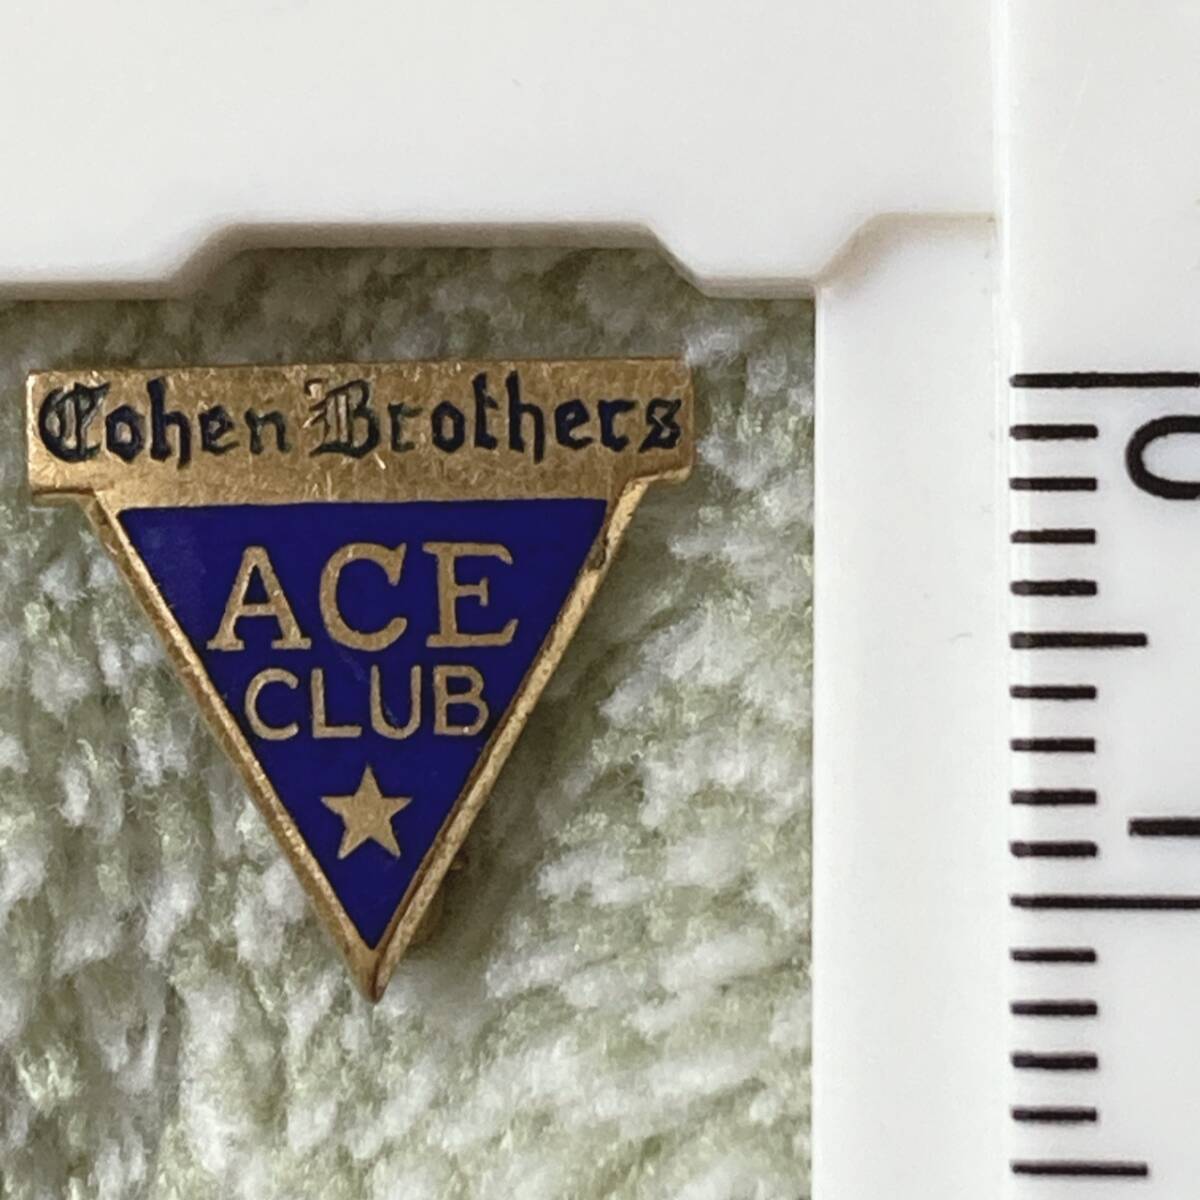 Cohen Brothers
ACE
CLUB
0
1